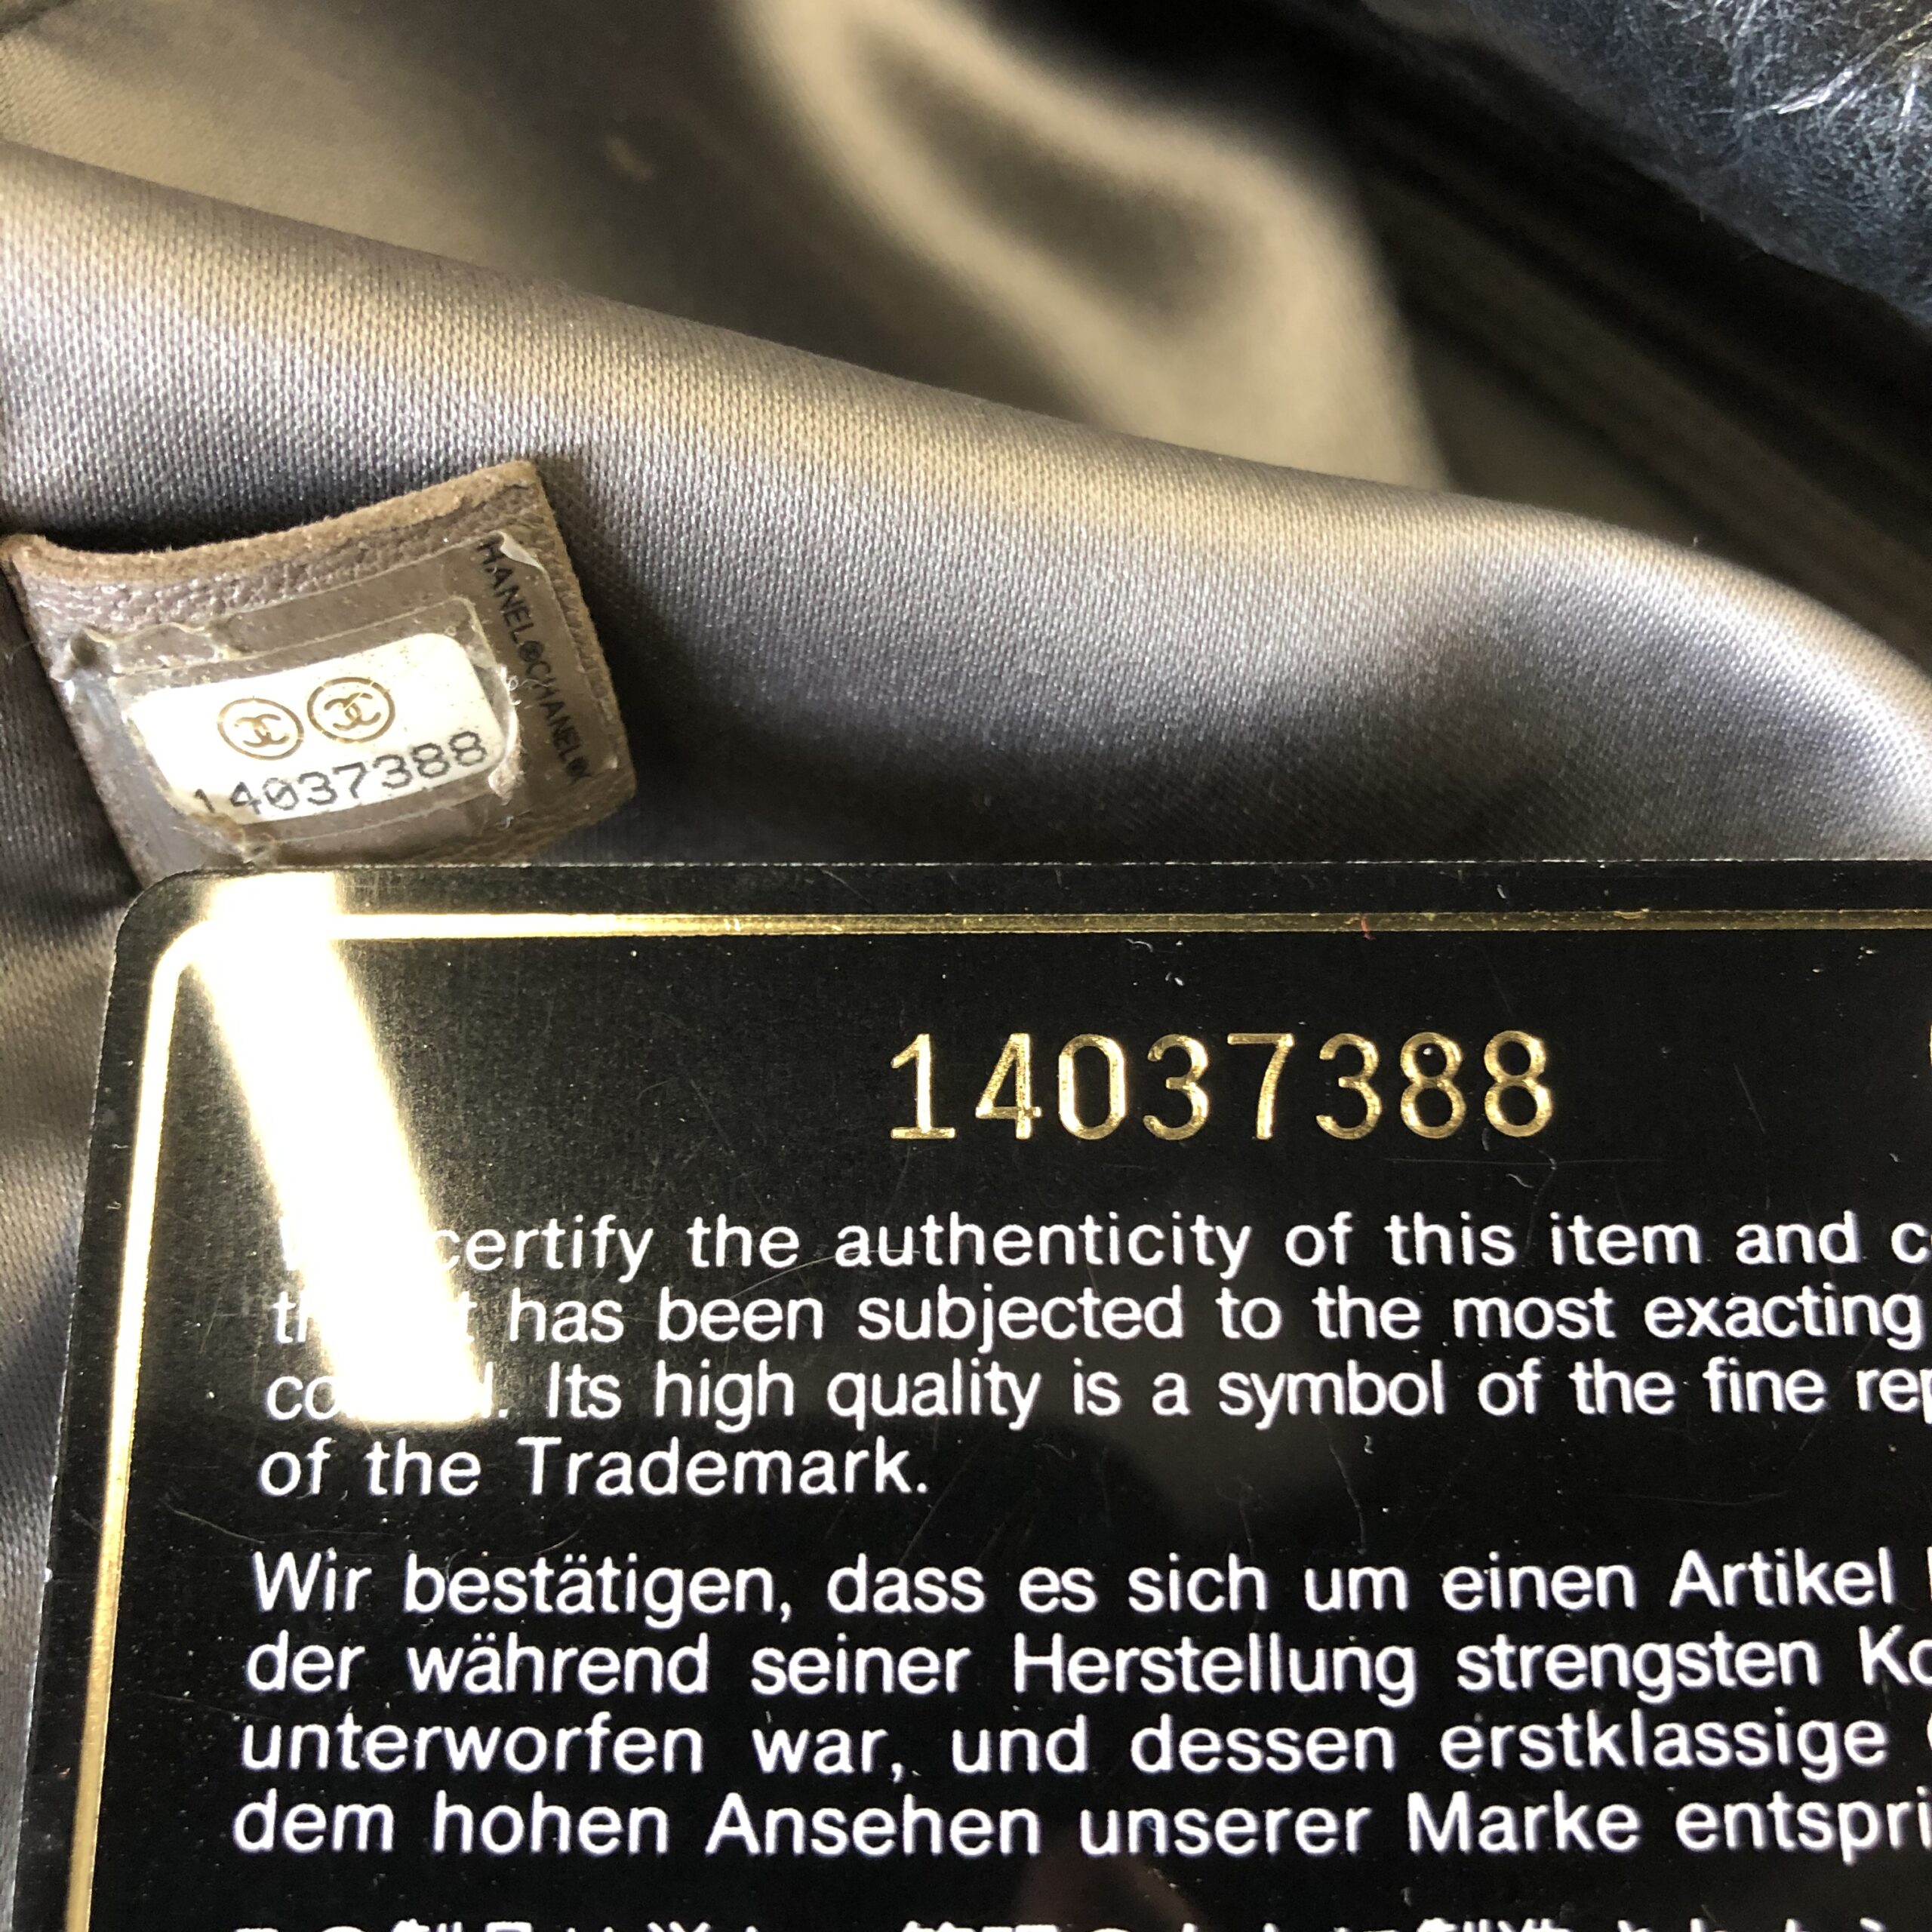 HANEL®CHANEL®
14037388
14037388
certify the authenticity of this item and
has been subjected to the most exacting
Its high quality is a symbol of the fine
of the Trademark.
Wir bestätigen, dass es sich um einen Artikel
der während seiner Herstellung strengsten
unterworfen war, und dessen erstklassige
dem hohen Ansehen unserer Marke entspri